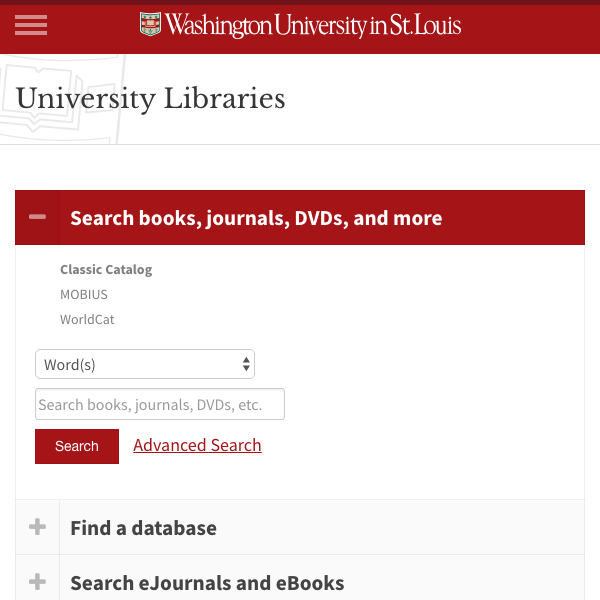 Washington University in St. Louis
University Libraries
Search books, journals, DVDs, and more
Classic Catalog
MOBIUS
WorldCat
Word(s)
Search books, journals, DVDs, etc.
Search Advanced Search
Find a database
Search eJournals and eBooks